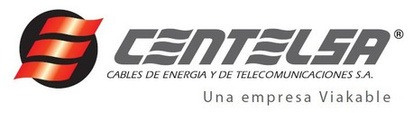 CENTELSA®
CABLES DE ENERGIA Y DE TELECOMUNICACIONES S.A.
Una empresa Viakable